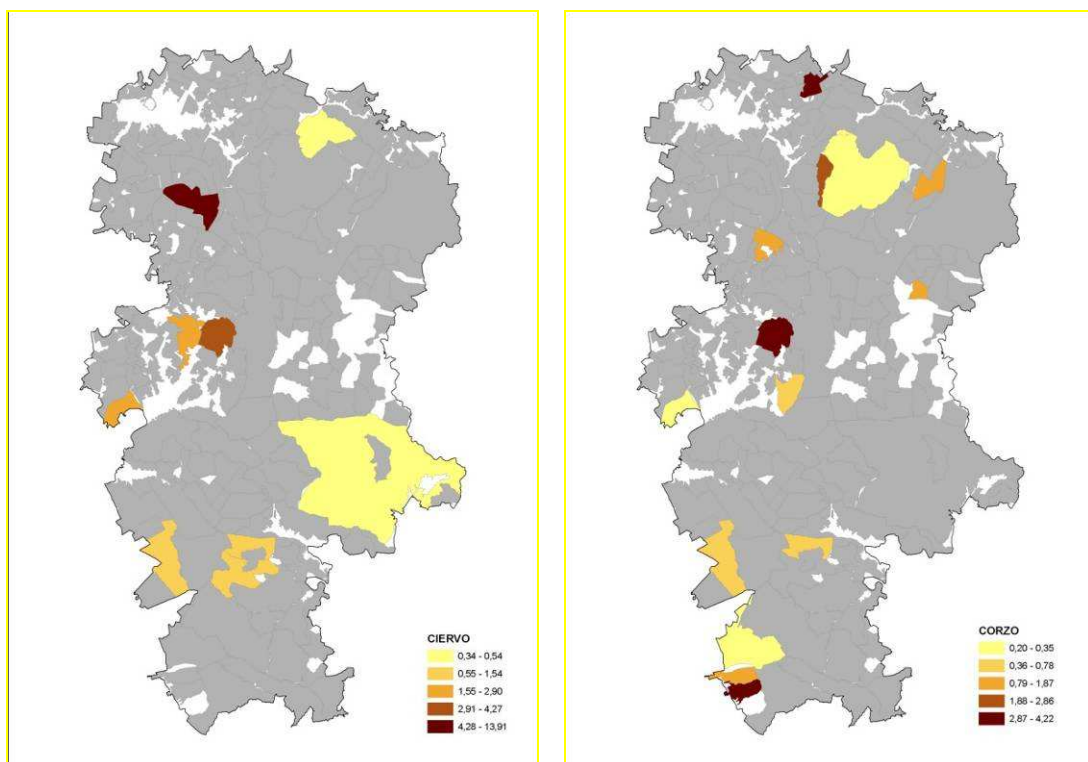 CIERVO
0,34 - 0,54
0,55 - 1,54
1,55 - 2,90
2,91 - 4,27
4,28 - 13,91
CORZO
0,20 - 0,35
0,36 - 0,78
0,79 - 1,87
1,88 - 2,86
2,87 - 4,22